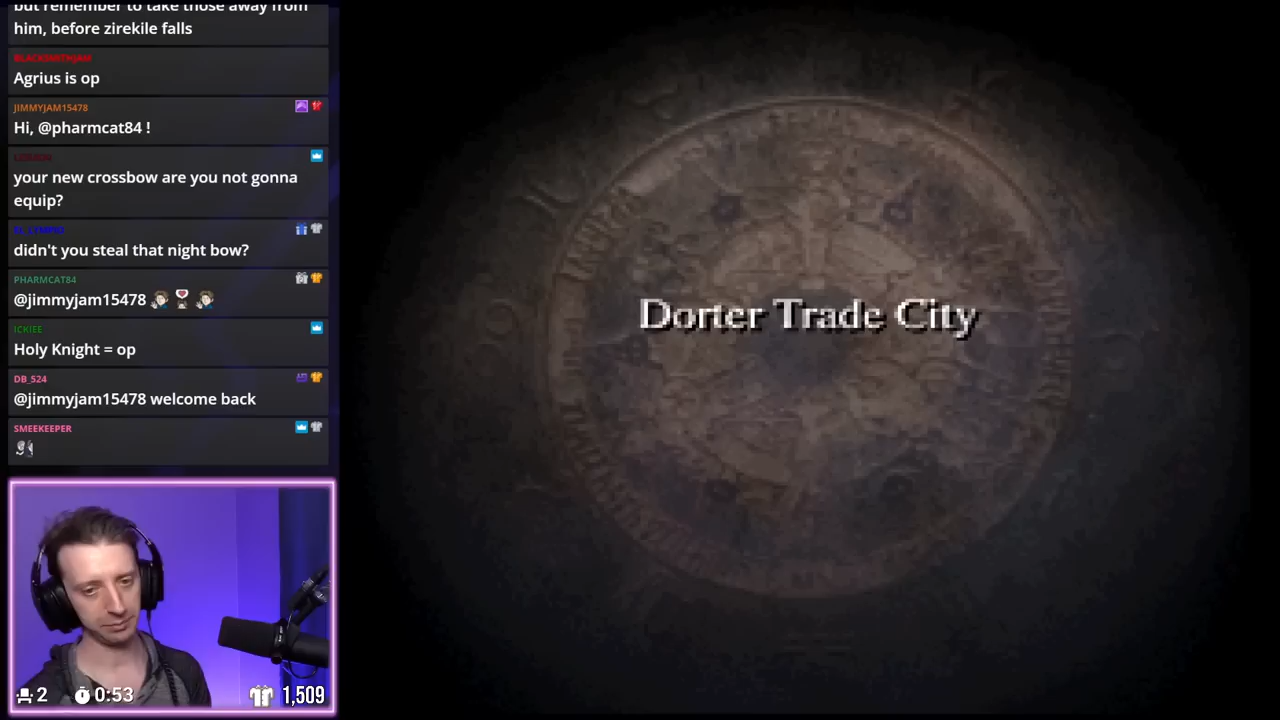 but remember to take those away from
him, before zirekile falls
BLACKSMITHJAM
Agrius is op
JIMMYJAM15478
Hi, @pharmcat84 !
your new crossbow are you not gonna
equip?
didn't you steal that night bow?
PHARMCAT84
@jimmyjam15478
ICKIEE
Holy Knight = op
DB_524
@jimmyjam15478 welcome back
SMEEKEEPER
Dorter Trade City
2
0:53
1,509